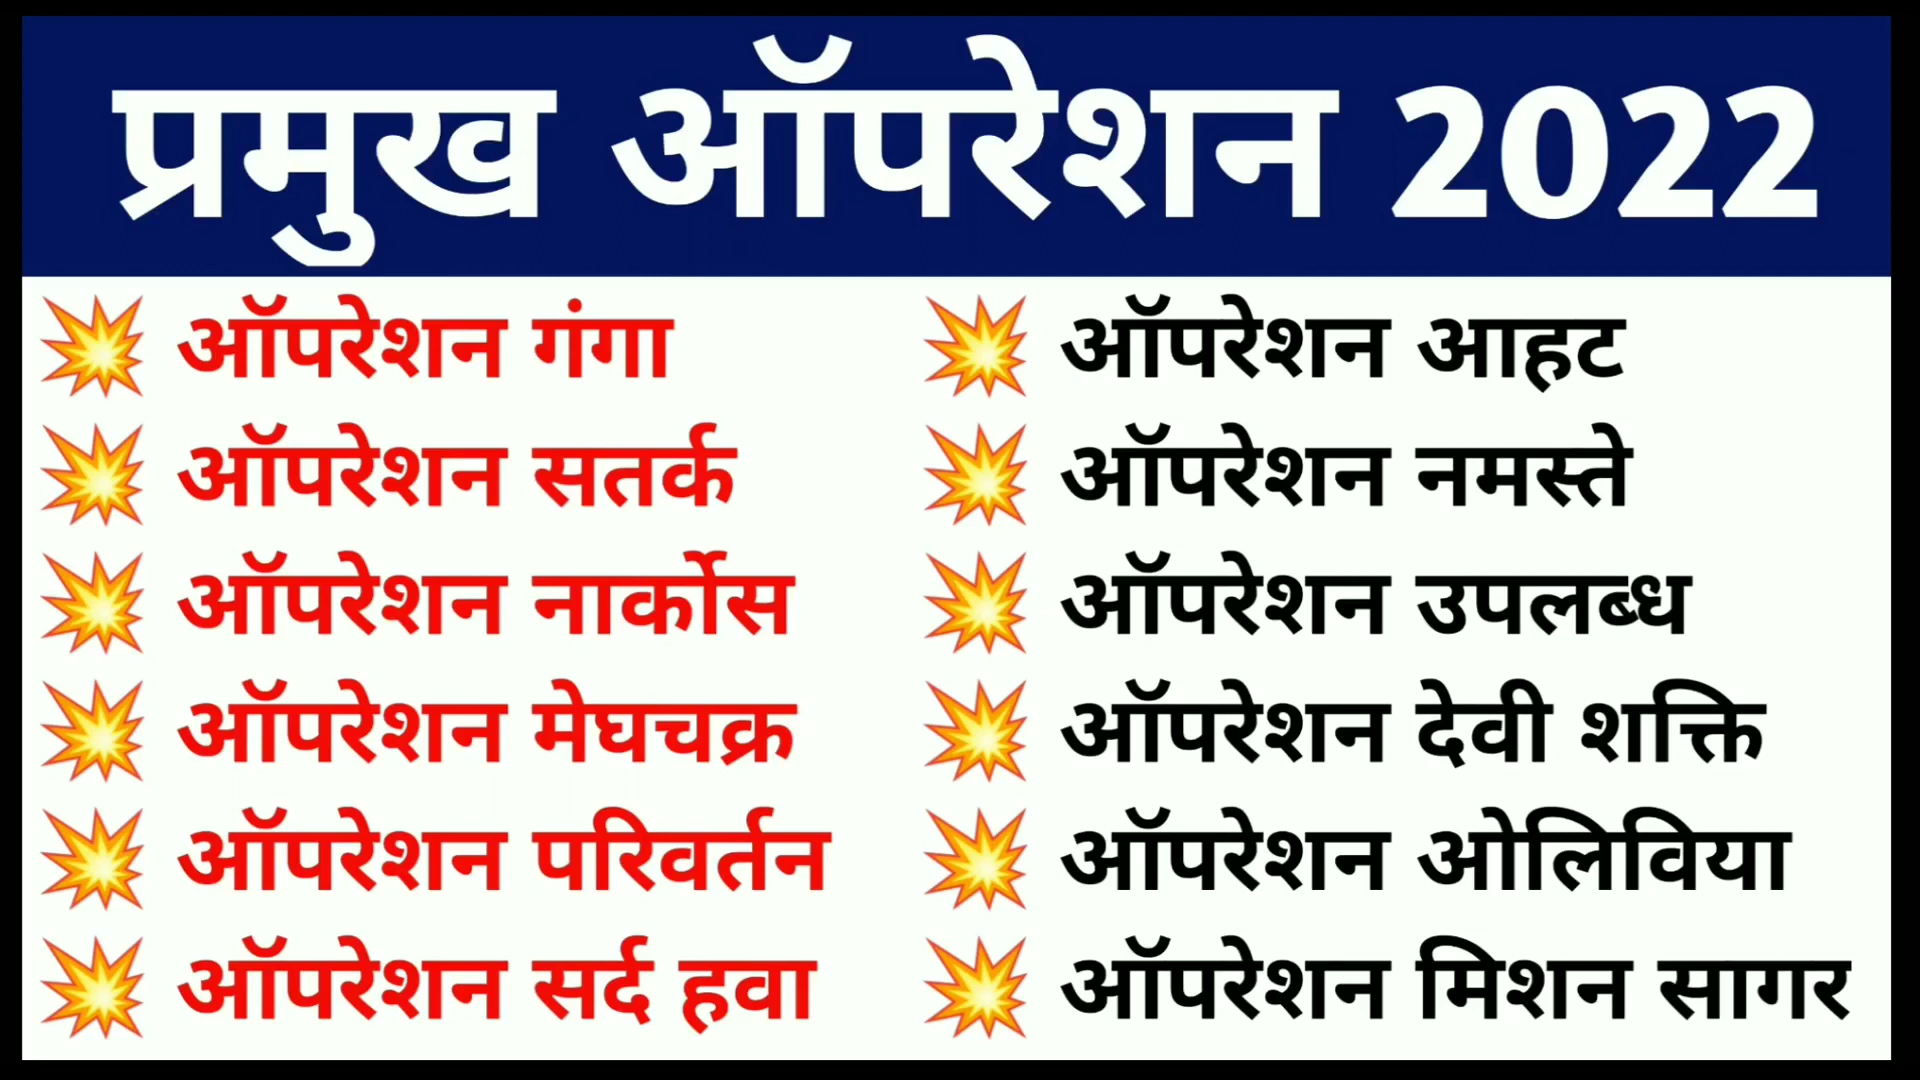 प्रमुख ऑपरेशन 2022
ऑपरेशन गंगा
ऑपरेशन सतर्क
ऑपरेशन नार्कोस
ऑपरेशन मेघचक्र
ऑपरेशन परिवर्तन
ऑपरेशन सर्द हवा
ऑपरेशन आहट
ऑपरेशन नमस्ते
ऑपरेशन उपलब्ध
ऑपरेशन देवी शक्ति
ऑपरेशन ओलिविया
ऑपरेशन मिशन सागर